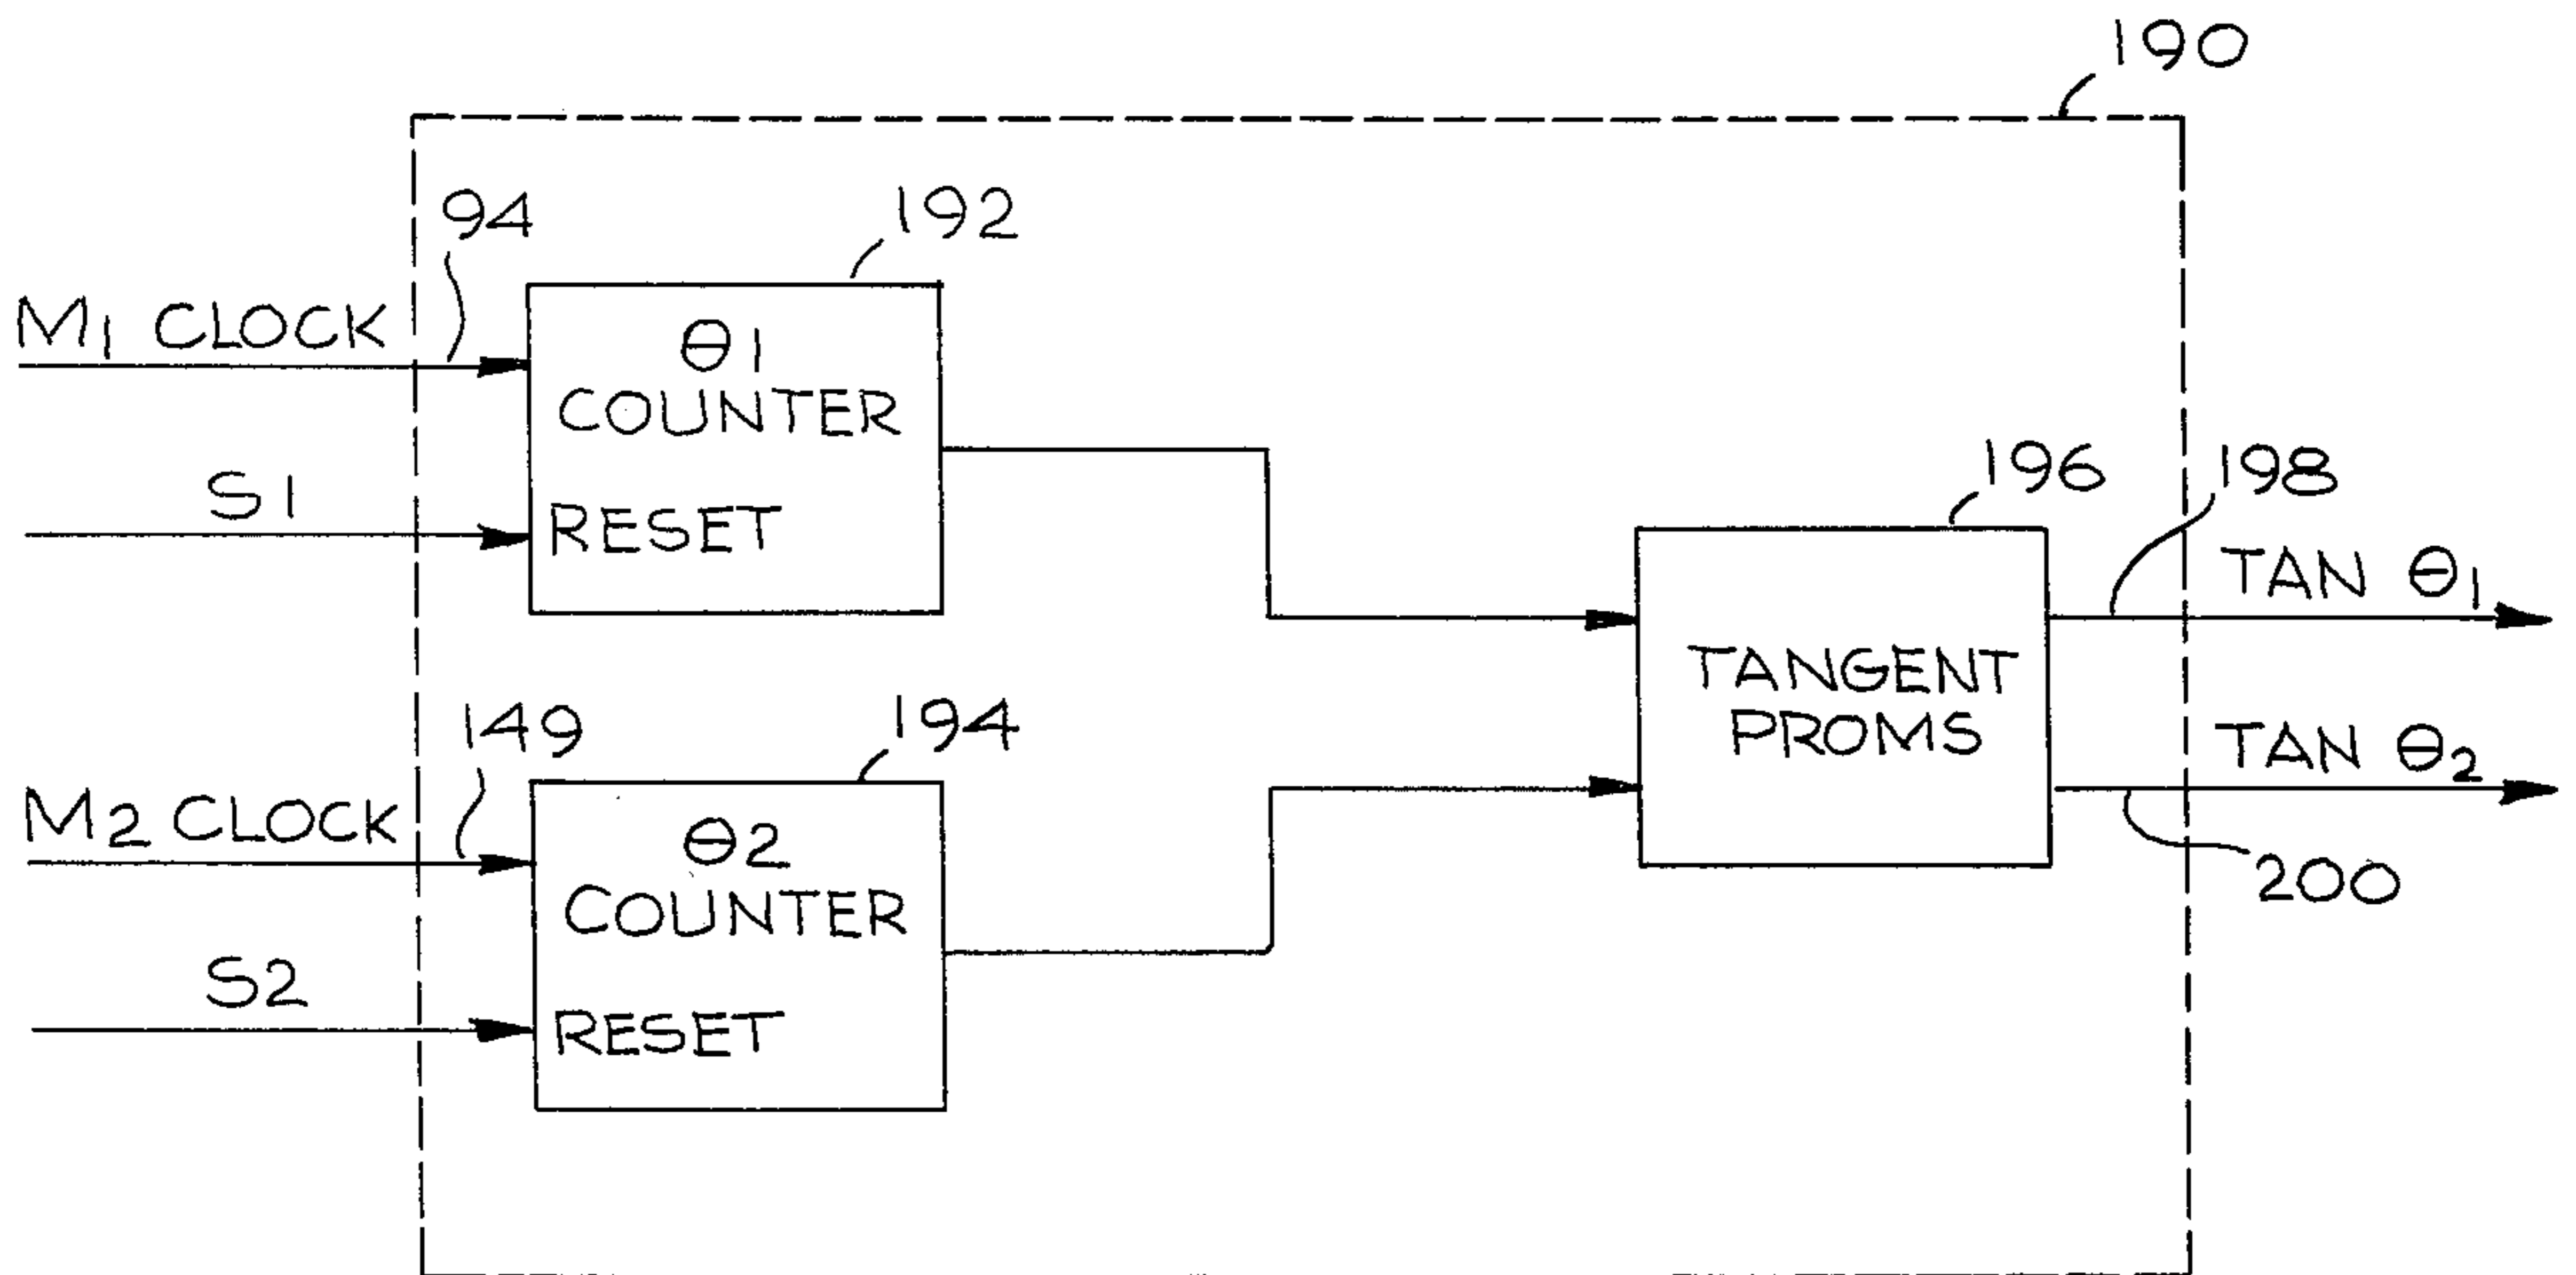 190
94
192
M1 CLOCK
θ1
COUNTER
S1
RESET
196
198
TAN θ1
TANGENT
PROMS
TAN θ2
200
149
194
M2 CLOCK
θ2
COUNTER
S2
RESET